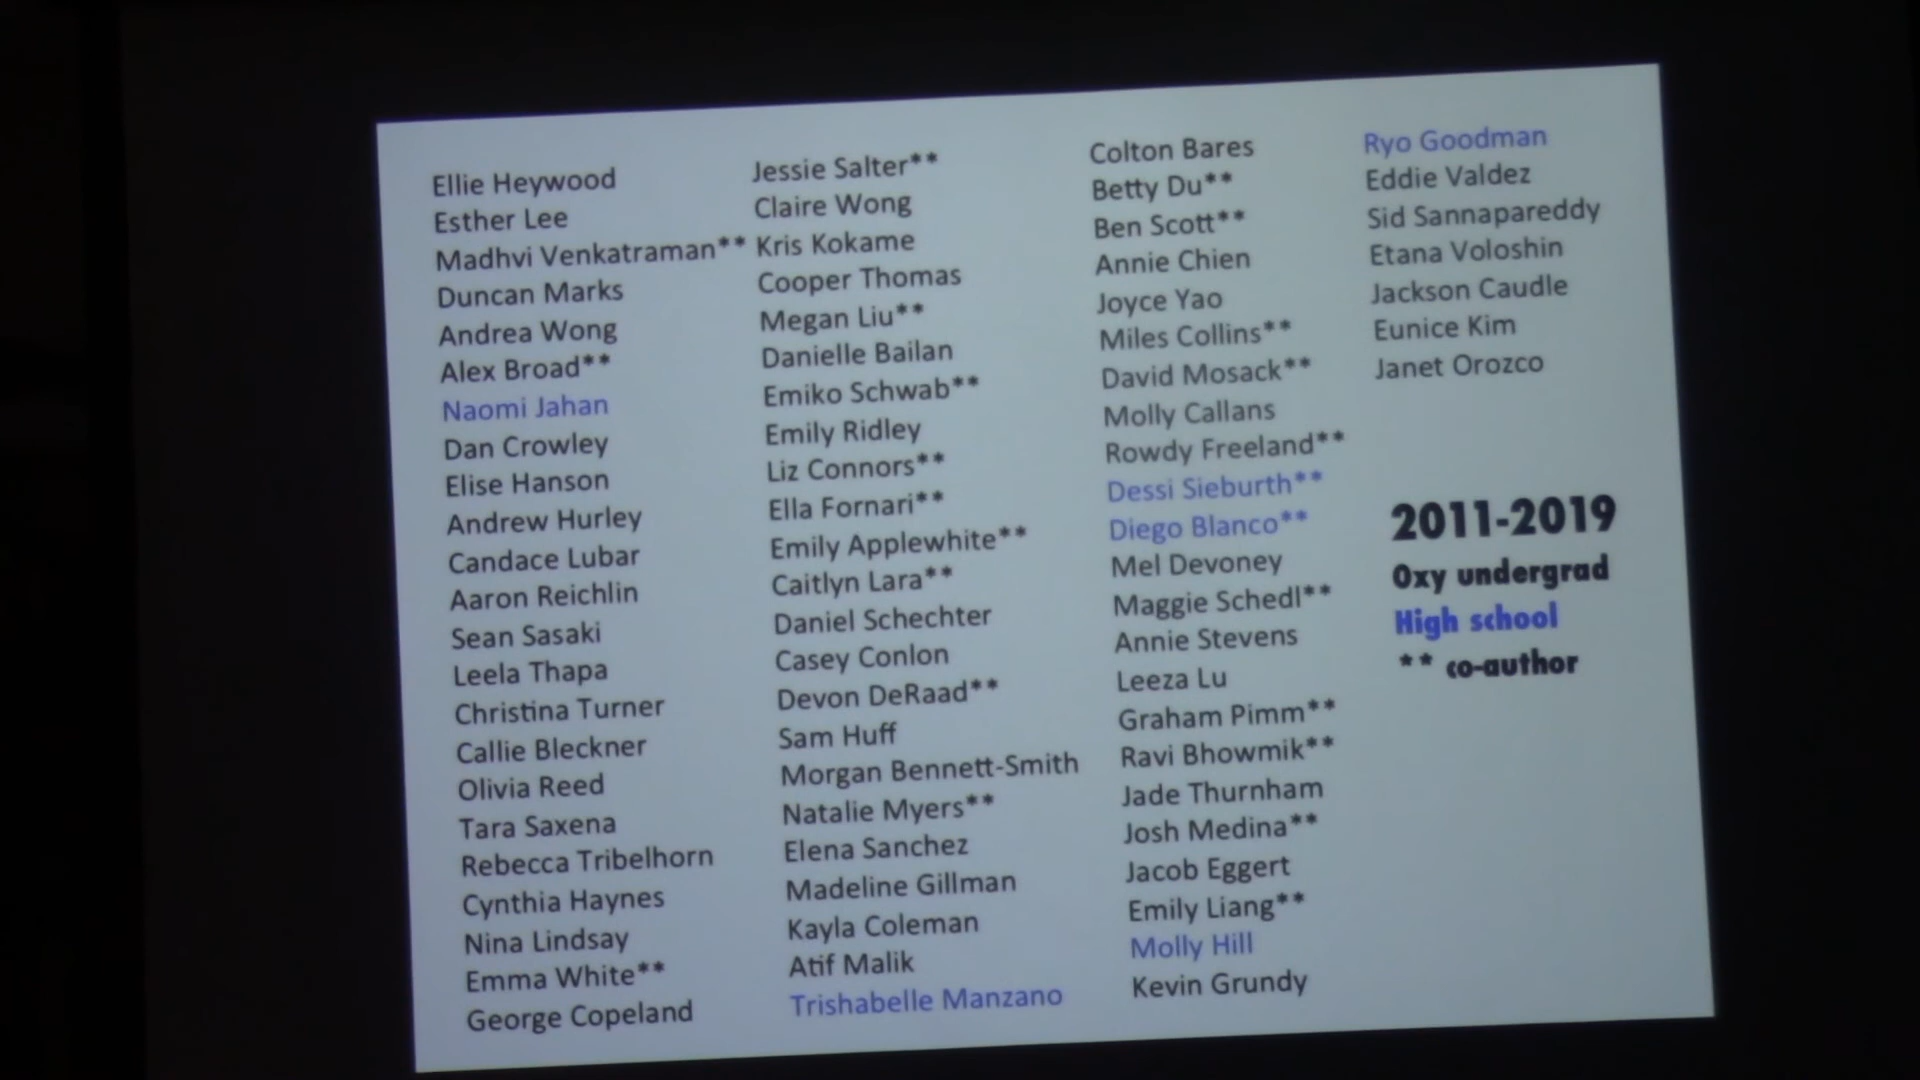 Ellie Heywood
Esther Lee
Madhvi Venkatraman**
Duncan Marks
Andrea Wong
Alex Broad**
Naomi Jahan
Dan Crowley
Elise Hanson
Andrew Hurley
Candace Lubar
Aaron Reichlin
Sean Sasaki
Leela Thapa
Christina Turner
Callie Bleckner
Olivia Reed
Tara Saxena
Rebecca Tribelhorn
Cynthia Haynes
Nina Lindsay
Emma White**
George Copeland
Jessie Salter**
Claire Wong
Kris Kokame
Cooper Thomas
Megan Liu**
Danielle Bailan
Emiko Schwab**
Emily Ridley
Liz Connors**
Ella Fornari**
Emily Applewhite**
Caitlyn Lara**
Daniel Schechter
Casey Conlon
Devon DeRaad**
Sam Huff
Morgan Bennett-Smith
Natalie Myers**
Elena Sanchez
Madeline Gillman
Kayla Coleman
Atif Malik
Trishabelle Manzano
Colton Bares
Betty Du**
Ben Scott**
Annie Chien
Joyce Yao
Miles Collins**
David Mosack**
Molly Callans
Rowdy Freeland**
Dessi Sieburth**
Diego Blanco**
Mel Devoney
Maggie Schedl**
Annie Stevens
Leeza Lu
Graham Pimm**
Ravi Bhowmik**
Jade Thurnham
Josh Medina**
Jacob Eggert
Emily Liang**
Molly Hill
Kevin Grundy
Ryo Goodman
Eddie Valdez
Sid Sannapareddy
Etana Voloshin
Jackson Caudle
Eunice Kim
Janet Orozco
2011-2019
Oxy undergrad
High school
** co-author